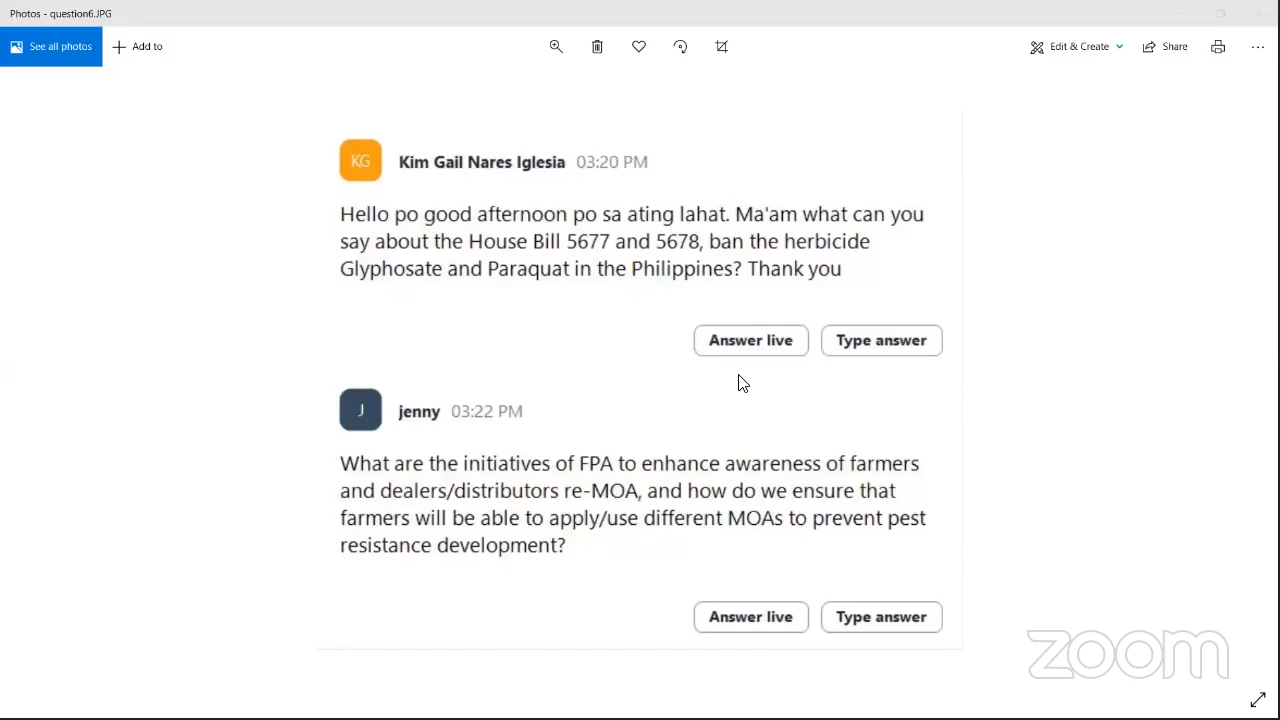 Photos - question6.JPG
See all photos
Add to
Edit & Create
Share
KG
Kim Gail Nares Iglesia 03:20 PM
Hello po good afternoon po sa ating lahat. Ma'am what can you
say about the House Bill 5677 and 5678, ban the herbicide
Glyphosate and Paraquat in the Philippines? Thank you
Answer live
Type answer
J
jenny 03:22 PM
What are the initiatives of FPA to enhance awareness of farmers
and dealers/distributors re-MOA, and how do we ensure that
farmers will be able to apply/use different MOAs to prevent pest
resistance development?
Answer live
Type answer
zoom